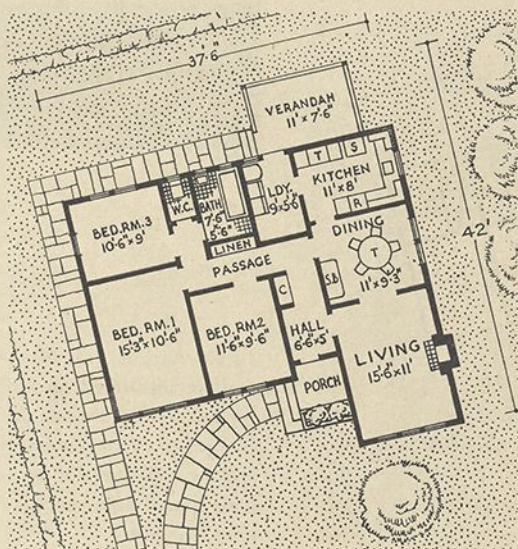 37'.6"
VERANDAH
11' x 7'-6"
T
S
KITCHEN
11' x 8'
R
LDY.
9' x 5'.6
W.C.
BATH
7'.6"
5'.6"
LINEN
BED.RM.3
10'-6" x 9'
PASSAGE
DINING
T
11' x 9'-3"
S.B
42'
C
BED. RM.1
15'.3" x 10'.6"
BED. RM.2
11'-6" x 9'-6"
HALL
6'-6" x 5'
LIVING
15'-6" x 11'
PORCH